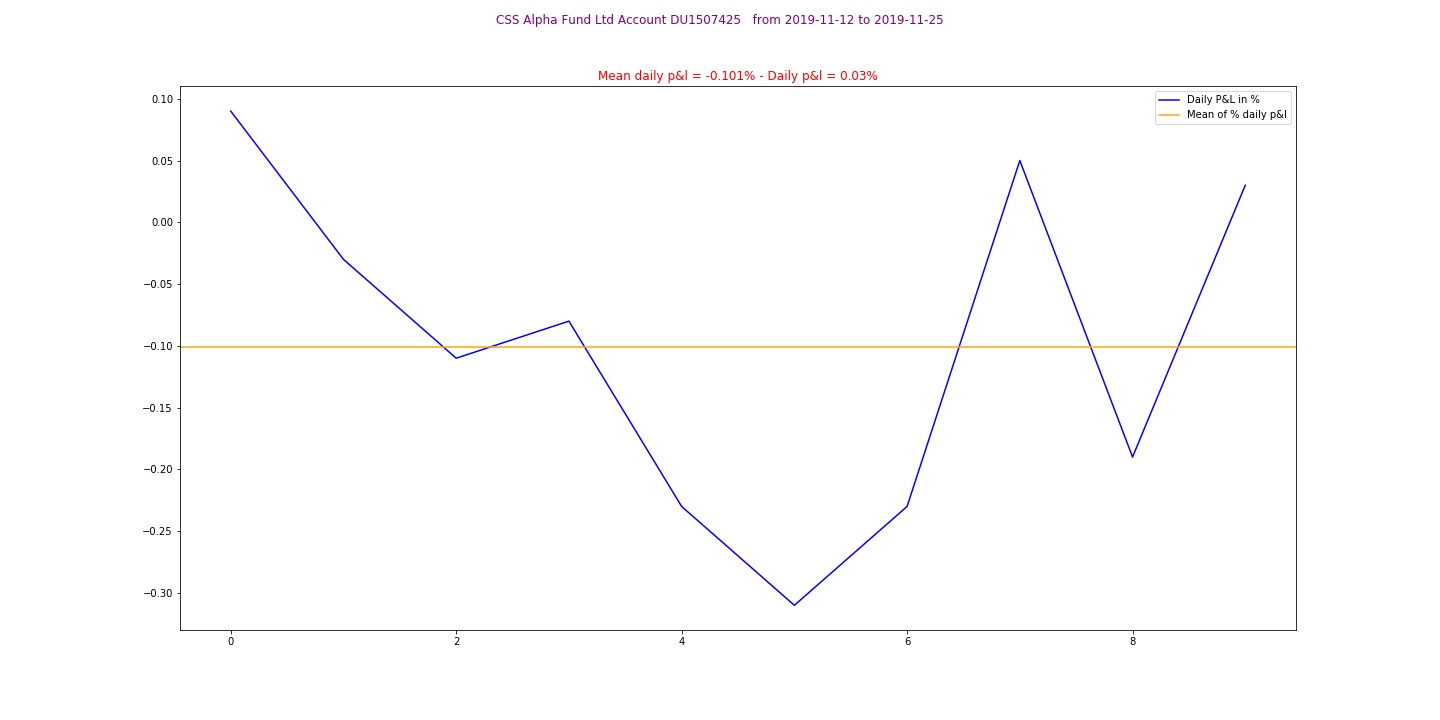 CSS Alpha Fund Ltd Account DU1507425   from 2019-11-12 to 2019-11-25
Mean daily p&l = -0.101% - Daily p&l = 0.03%
Daily P&L in %
Mean of % daily p&l
0.10
0.05
0.00
−0.05
−0.10
−0.15
−0.20
−0.25
−0.30
0 2 4 6 8